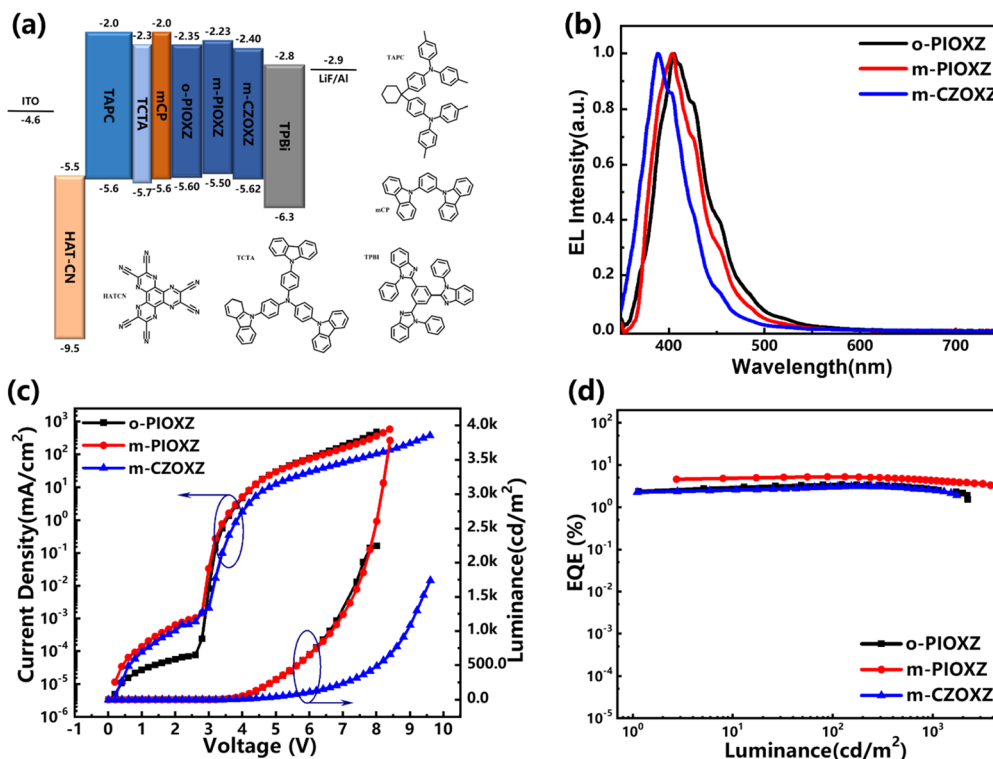 (a)
-2.0
-2.3
-2.0
-2.35
-2.23
-2.40
-2.8
-2.9
LiF/Al
ITO
-4.6
-5.5
HAT-CN
-9.5
TAPC
TCTA
mCP
o-PIOXZ
m-PIOXZ
m-CZOXZ
TPBi
-5.6
-5.7
-5.6
-5.60
-5.50
-5.62
-6.3
TAPC
mCP
HATCN
TCTA
TPBI
(b)
EL Intensity(a.u.)
1.0
0.8
0.6
0.4
0.2
0.0
400
500
600
700
Wavelength(nm)
o-PIOXZ
m-PIOXZ
m-CZOXZ
(c)
Current Density(mA/cm²)
10³
10²
10¹
10⁰
10⁻¹
10⁻²
10⁻³
10⁻⁴
10⁻⁵
10⁻⁶
-1 0 1 2 3 4 5 6 7 8 9 10
Voltage (V)
4.0k
3.5k
3.0k
2.5k
2.0k
1.5k
1.0k
500.0
0.0
Luminance(cd/m²)
o-PIOXZ
m-PIOXZ
m-CZOXZ
(d)
EQE (%)
10²
10¹
10⁰
10⁻¹
10⁻²
10⁻³
10⁻⁴
10⁻⁵
10⁰ 10¹ 10² 10³
Luminance(cd/m²)
o-PIOXZ
m-PIOXZ
m-CZOXZ